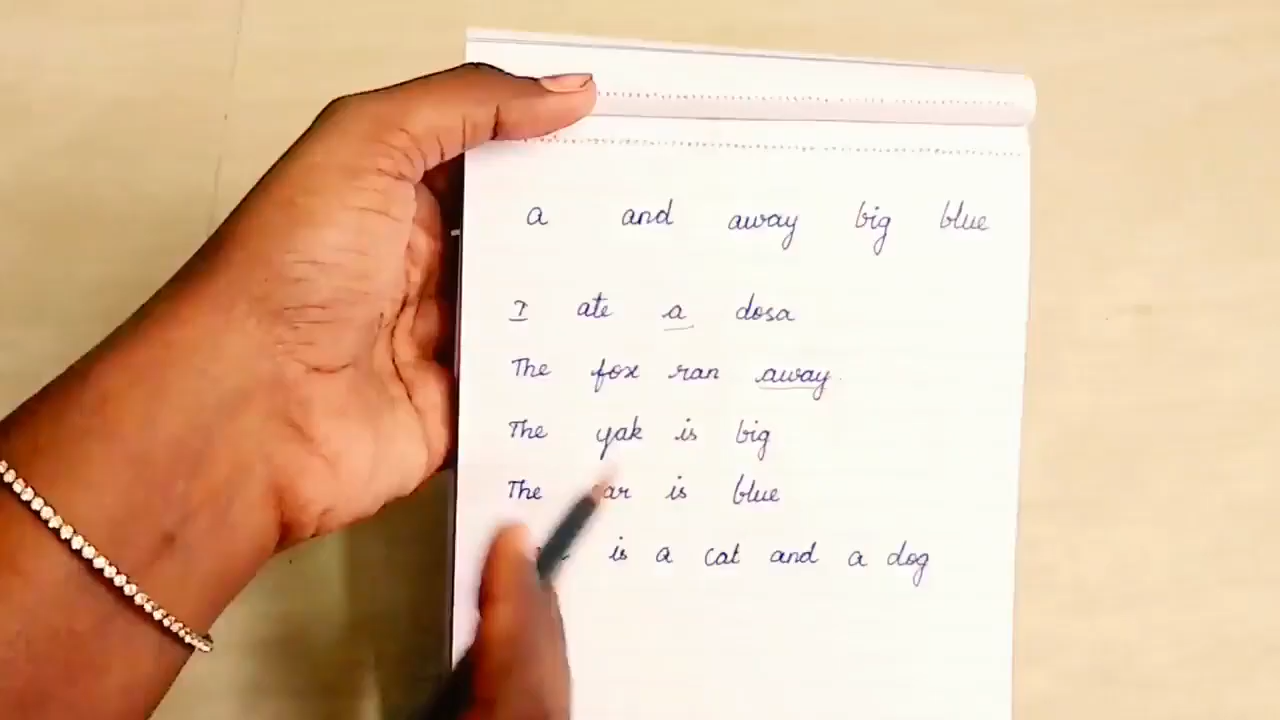 a and away big blue
I ate a dosa
The fox ran away.
The yak is big
The car is blue
is a cat and a dog